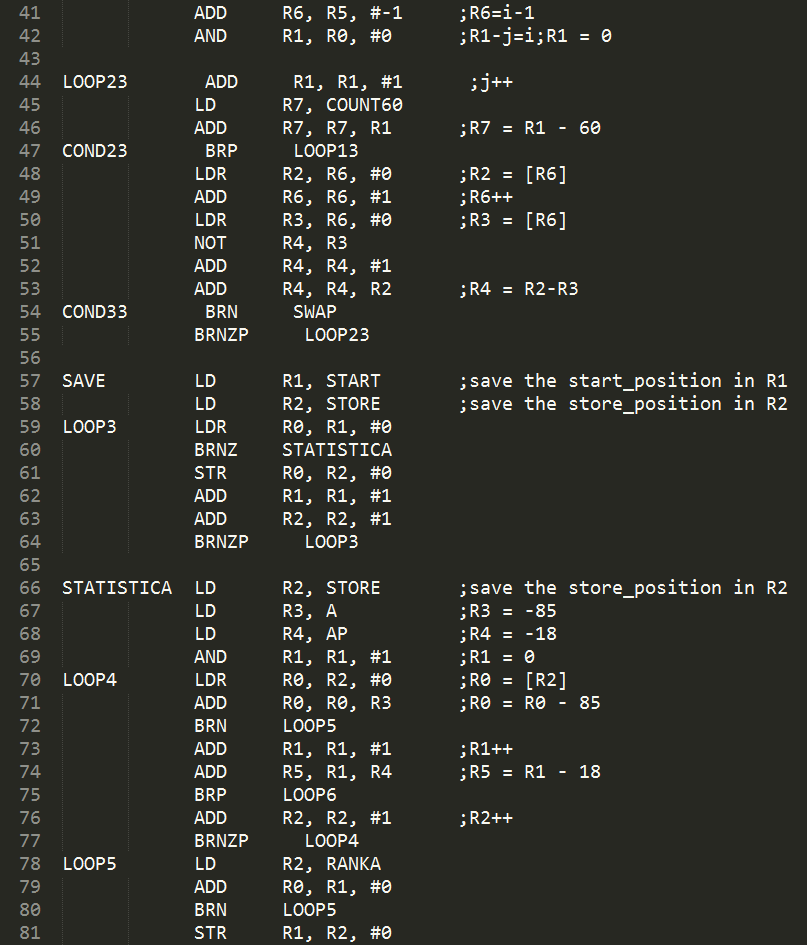 41 ADD R6, R5, #-1 ;R6=i-1
42 AND R1, R0, #0 ;R1-j=i;R1 = 0
43
44 LOOP23 ADD R1, R1, #1 ;j++
45 LD R7, COUNT60
46 ADD R7, R7, R1 ;R7 = R1 - 60
47 COND23 BRP LOOP13
48 LDR R2, R6, #0 ;R2 = [R6]
49 ADD R6, R6, #1 ;R6++
50 LDR R3, R6, #0 ;R3 = [R6]
51 NOT R4, R3
52 ADD R4, R4, #1
53 ADD R4, R4, R2 ;R4 = R2-R3
54 COND33 BRN SWAP
55 BRNZP LOOP23
56
57 SAVE LD R1, START ;save the start_position in R1
58 LD R2, STORE ;save the store_position in R2
59 LOOP3 LDR R0, R1, #0
60 BRNZ STATISTICA
61 STR R0, R2, #0
62 ADD R1, R1, #1
63 ADD R2, R2, #1
64 BRNZP LOOP3
65
66 STATISTICA LD R2, STORE ;save the store_position in R2
67 LD R3, A ;R3 = -85
68 LD R4, AP ;R4 = -18
69 AND R1, R1, #1 ;R1 = 0
70 LOOP4 LDR R0, R2, #0 ;R0 = [R2]
71 ADD R0, R0, R3 ;R0 = R0 - 85
72 BRN LOOP5
73 ADD R1, R1, #1 ;R1++
74 ADD R5, R1, R4 ;R5 = R1 - 18
75 BRP LOOP6
76 ADD R2, R2, #1 ;R2++
77 BRNZP LOOP4
78 LOOP5 LD R2, RANKA
79 ADD R0, R1, #0
80 BRN LOOP5
81 STR R1, R2, #0